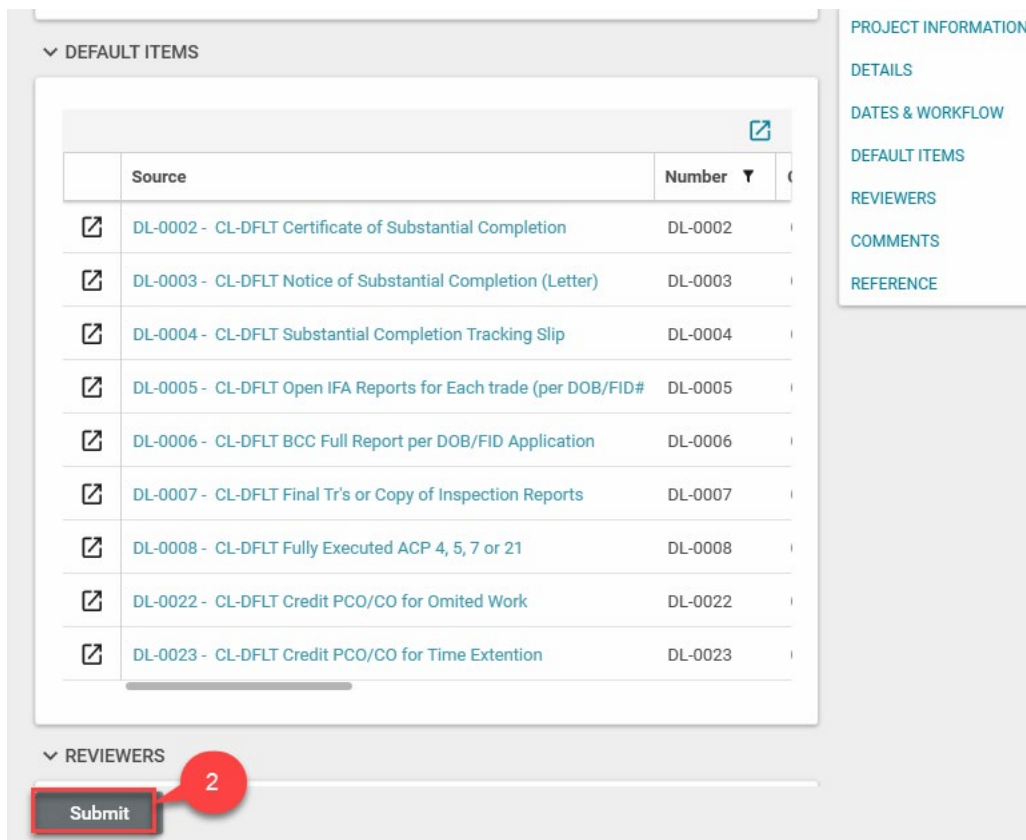 DEFAULT ITEMS
Source Number
DL-0002 - CL-DFLT Certificate of Substantial Completion DL-0002
DL-0003 - CL-DFLT Notice of Substantial Completion (Letter) DL-0003
DL-0004 - CL-DFLT Substantial Completion Tracking Slip DL-0004
DL-0005 - CL-DFLT Open IFA Reports for Each trade (per DOB/FID# DL-0005
DL-0006 - CL-DFLT BCC Full Report per DOB/FID Application DL-0006
DL-0007 - CL-DFLT Final Tr's or Copy of Inspection Reports DL-0007
DL-0008 - CL-DFLT Fully Executed ACP 4, 5, 7 or 21 DL-0008
DL-0022 - CL-DFLT Credit PCO/CO for Omited Work DL-0022
DL-0023 - CL-DFLT Credit PCO/CO for Time Extention DL-0023
REVIEWERS
2
Submit
PROJECT INFORMATION
DETAILS
DATES & WORKFLOW
DEFAULT ITEMS
REVIEWERS
COMMENTS
REFERENCE